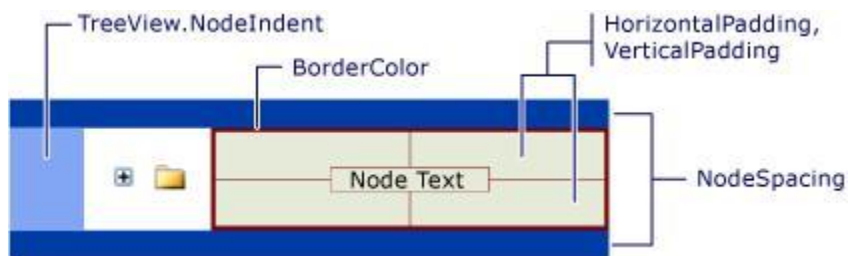 TreeView.NodeIndent
HorizontalPadding,
VerticalPadding
BorderColor
Node Text
NodeSpacing